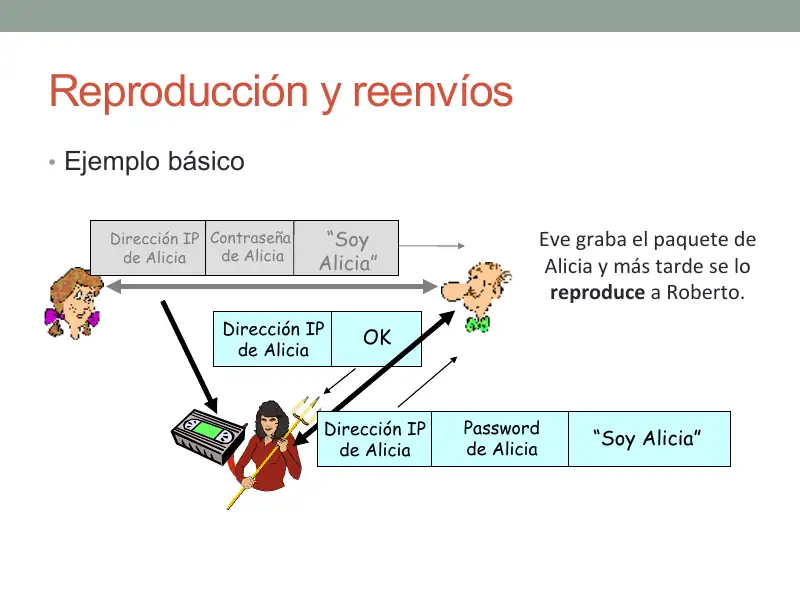 Reproducción y reenvíos
• Ejemplo básico
Dirección IP
de Alicia
Contraseña
de Alicia
“Soy
Alicia”
Eve graba el paquete de
Alicia y más tarde se lo
reproduce a Roberto.
Dirección IP
de Alicia
OK
Dirección IP
de Alicia
Password
de Alicia
“Soy Alicia”